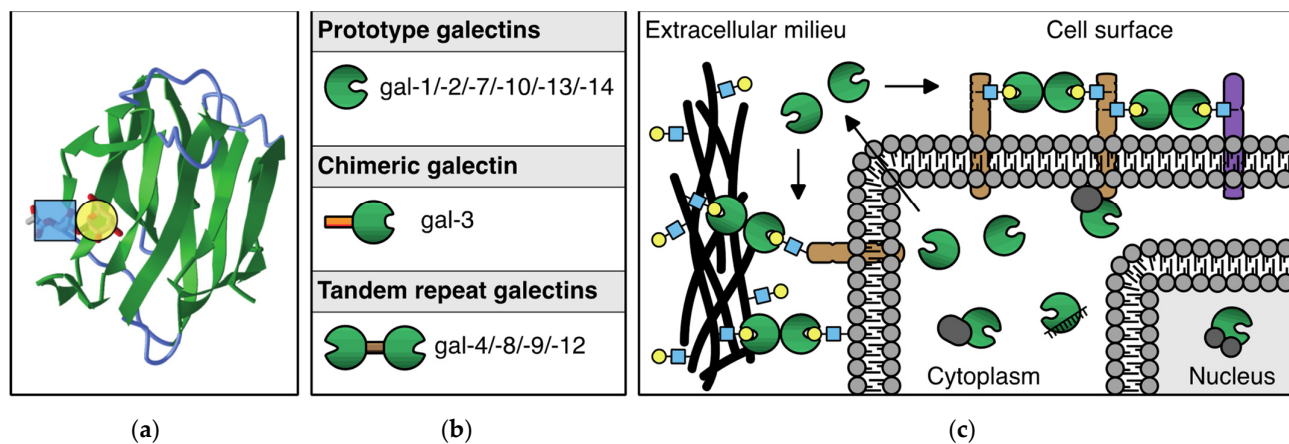 Prototype galectins
gal-1/-2/-7/-10/-13/-14
Chimeric galectin
gal-3
Tandem repeat galectins
gal-4/-8/-9/-12
Extracellular milieu
Cell surface
Cytoplasm
Nucleus
(a)
(b)
(c)